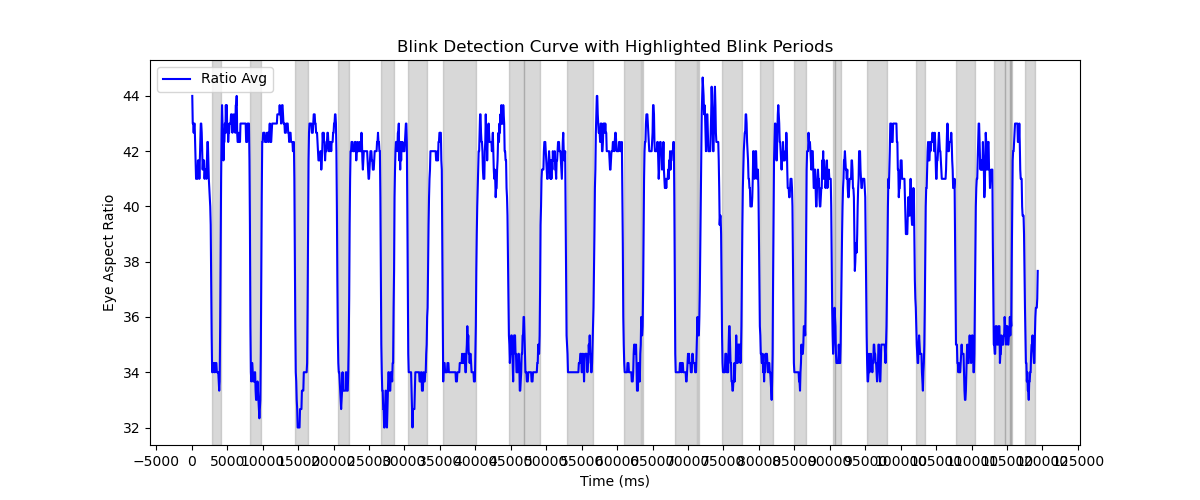 Blink Detection Curve with Highlighted Blink Periods
Ratio Avg
44
42
40
38
36
34
32
Eye Aspect Ratio
−5000 0 5000 10000 15000 20000 25000 30000 35000 40000 45000 50000 55000 60000 65000 70000 75000 80000 85000 90000 95000 100000 105000 110000 115000 120000 125000
Time (ms)